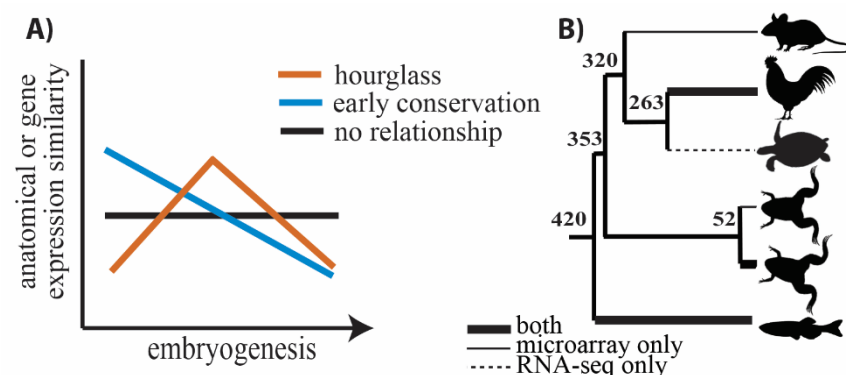 A)
anatomical or gene
expression similarity
hourglass
early conservation
no relationship
embryogenesis
B)
320
263
353
52
420
both
microarray only
RNA-seq only